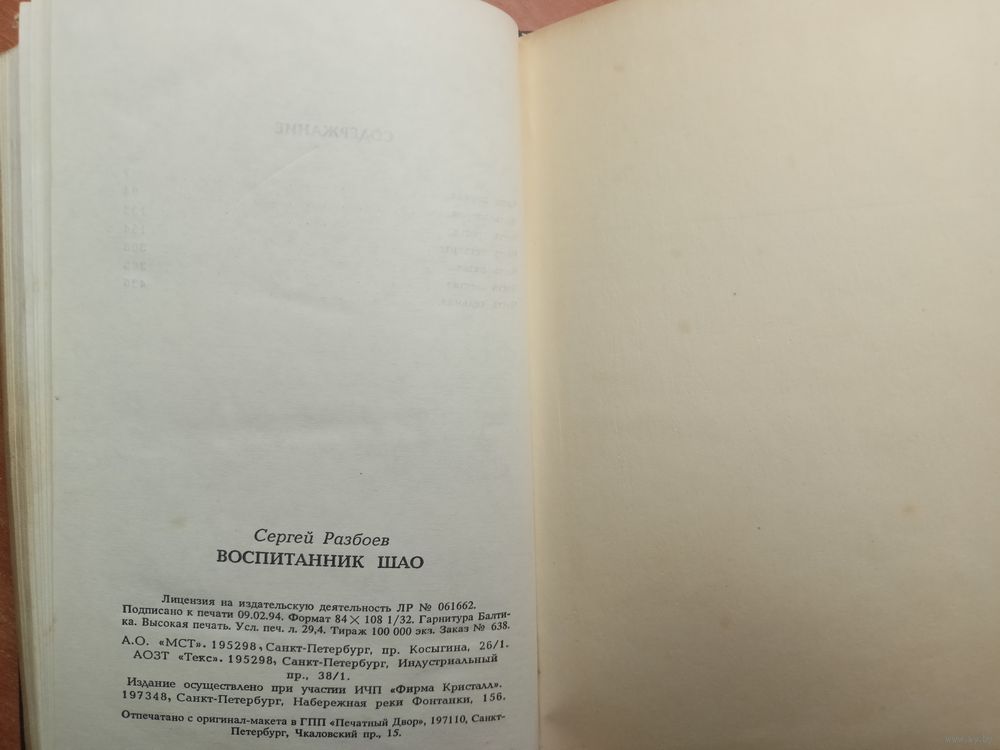 СОДЕРЖАНИЕ
Сергей Разбоев
ВОСПИТАННИК ШАО
Лицензия на издательскую деятельность ЛР № 061662.
Подписано к печати 09.02.94. Формат 84 × 108 1/32. Гарнитура Балти-
ка. Высокая печать. Усл. печ. л. 29,4. Тираж 100 000 экз. Заказ № 638.
А.О. «МСТ». 195298, Санкт-Петербург, пр. Косыгина, 26/1.
АОЗТ «Текс». 195298, Санкт-Петербург, Индустриальный
пр., 38/1.
Издание осуществлено при участии ИЧП «Фирма Кристалл».
197348, Санкт-Петербург, Набережная реки Фонтанки, 156.
Отпечатано с оригинал-макета в ГПП «Печатный Двор», 197110, Санкт-
Петербург, Чкаловский пр., 15.